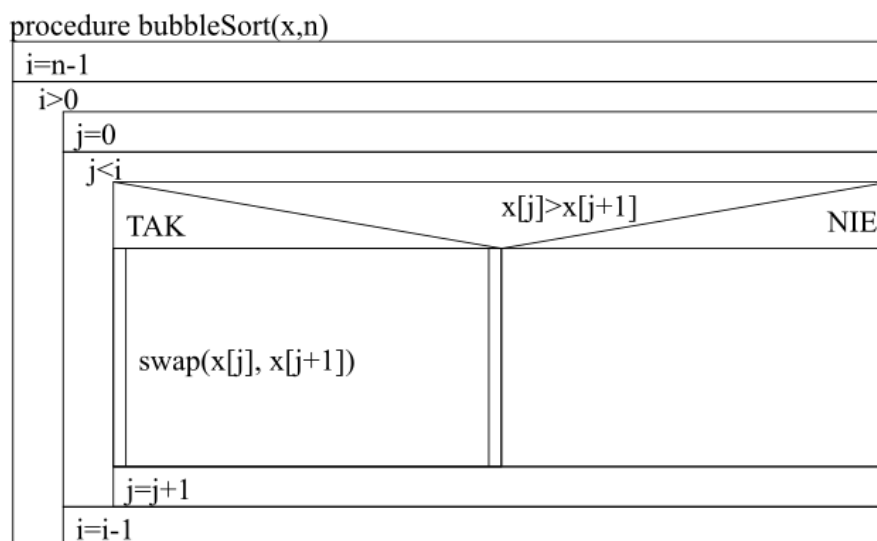 procedure bubbleSort(x,n)
i=n-1
i>0
j=0
j<i
x[j]>x[j+1]
TAK
NIE
swap(x[j], x[j+1])
j=j+1
i=i-1